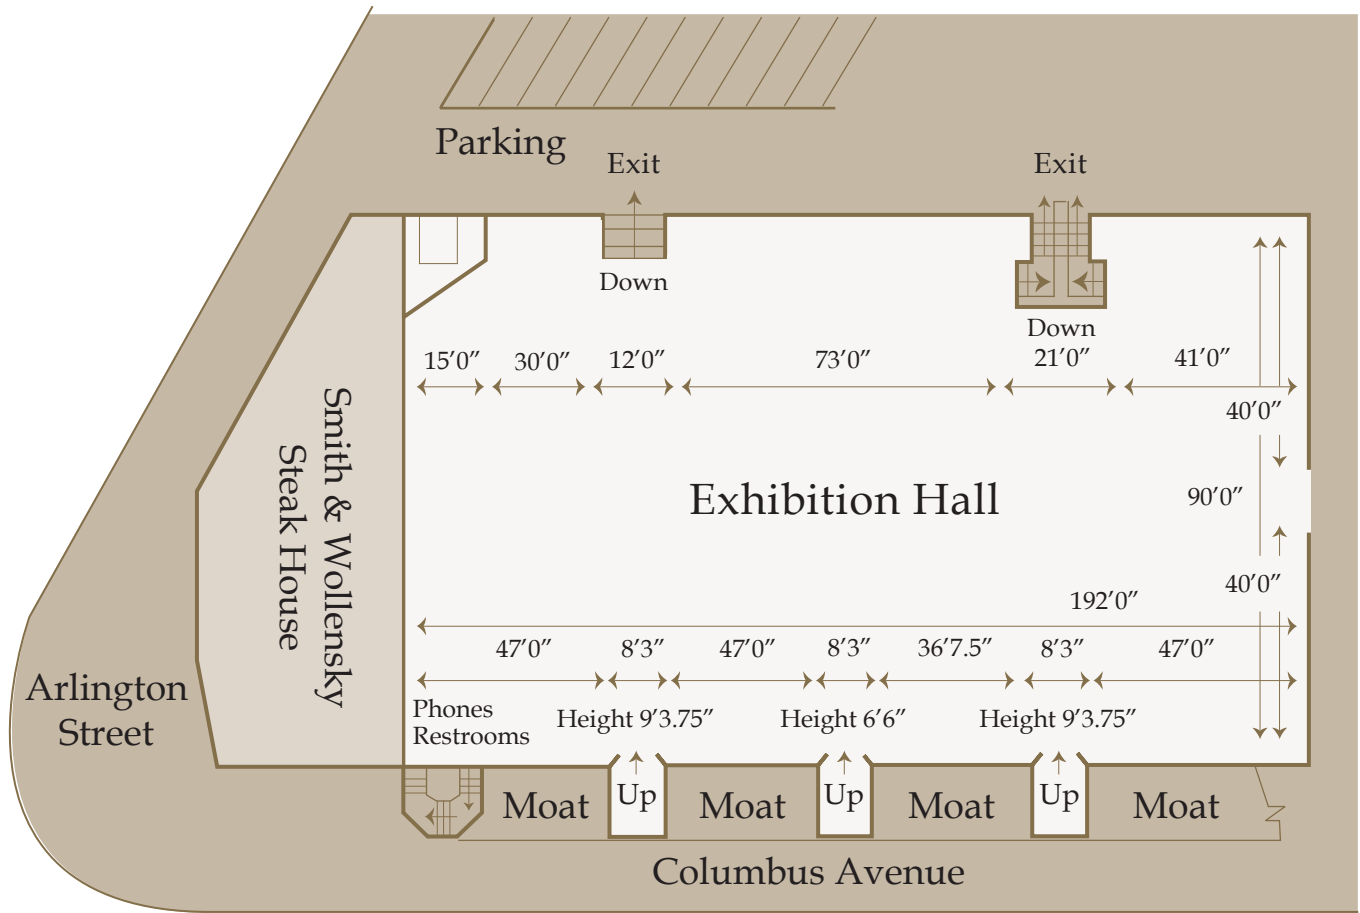 Parking
Exit
Exit
Down
Down
15’0”
30’0”
12’0”
73’0”
21’0”
41’0”
40’0”
Smith & Wollensky
Steak House
Exhibition Hall
90’0”
40’0”
192’0”
47’0”
8’3”
47’0”
8’3”
36’7.5”
8’3”
47’0”
Arlington
Street
Phones
Restrooms
Height 9’3.75”
Height 6’6”
Height 9’3.75”
Moat
Up
Moat
Up
Moat
Up
Moat
Columbus Avenue